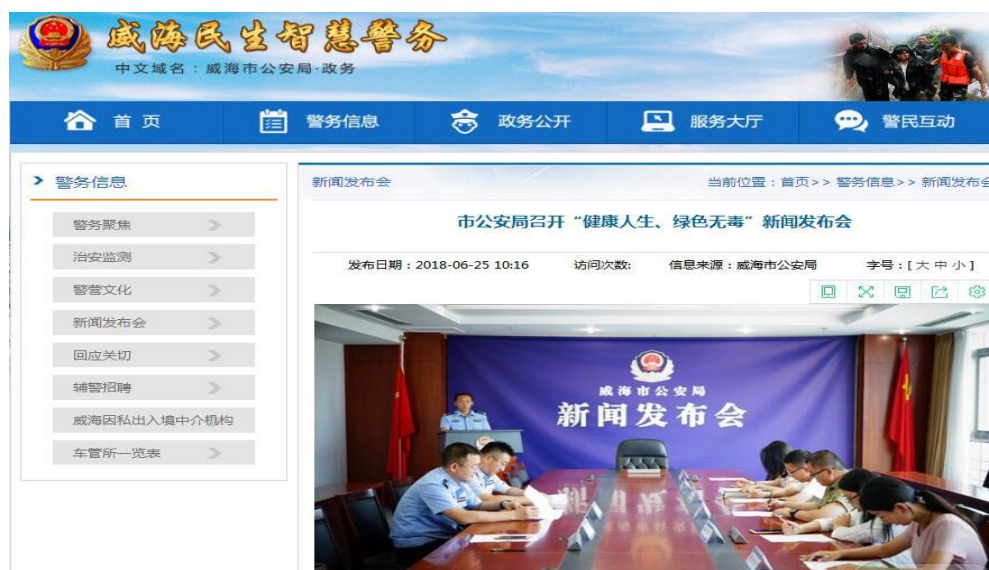 威海民生智慧警务
中文域名：威海市公安局·政务
首 页
警务信息
政务公开
服务大厅
警民互动
警务信息
警务聚焦
治安监测
警营文化
新闻发布会
回应关切
辅警招聘
威海因私出入境中介机构
车管所一览表
新闻发布会
当前位置：首页>> 警务信息>> 新闻发布会
市公安局召开“健康人生、绿色无毒”新闻发布会
发布日期：2018-06-25 10:16 访问次数: 信息来源：威海市公安局 字号：[ 大 中 小 ]
威海市公安局
新闻发布会